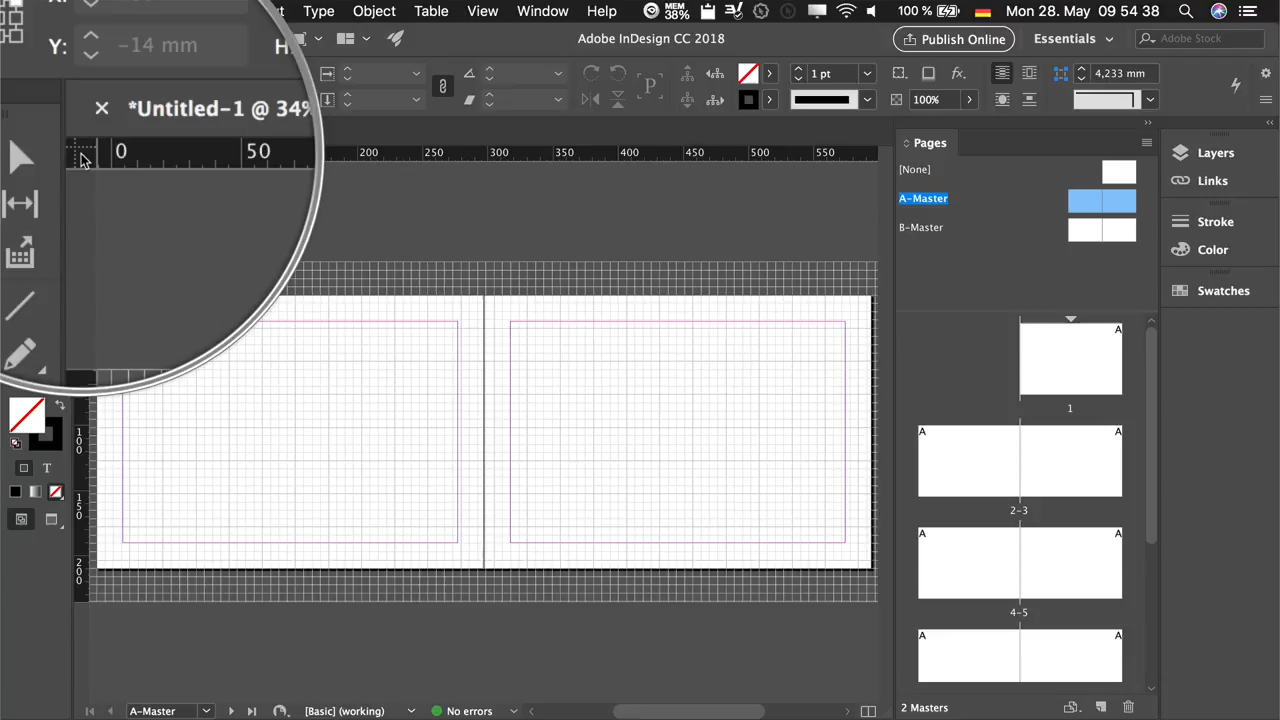 Type Object Table View Window Help MEM 38% 100 % Mon 28. May 09 54 38
Adobe InDesign CC 2018
Publish Online
Essentials
Adobe Stock
Y: -14 mm H
P
fx.
1 pt
100%
4,233 mm
× *Untitled-1 @ 34%
0 50
200 250 300 350 400 450 500 550
100
150
200
T
Pages
[None]
A-Master
B-Master
A
1
A A
2-3
A A
4-5
A A
2 Masters
Layers
Links
Stroke
Color
Swatches
A-Master
[Basic] (working)
No errors